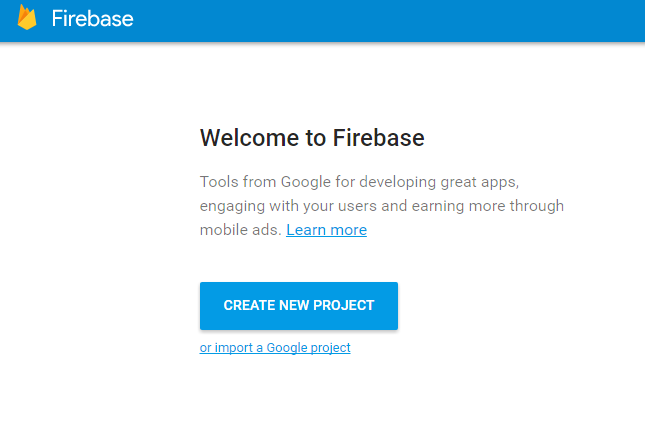 Firebase
Welcome to Firebase
Tools from Google for developing great apps,
engaging with your users and earning more through
mobile ads. Learn more
CREATE NEW PROJECT
or import a Google project